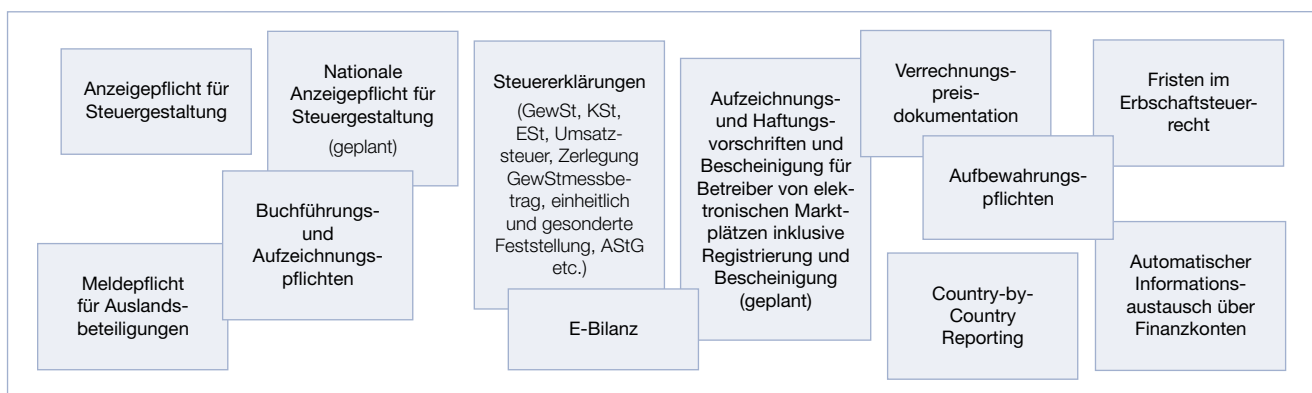 Anzeigepflicht für
Steuergestaltung
Nationale
Anzeigepflicht für
Steuergestaltung
(geplant)
Steuererklärungen
(GewSt, KSt,
ESt, Umsatz-
steuer, Zerlegung
GewStmessbe-
trag, einheitlich
und gesonderte
Feststellung, AStG
etc.)
Aufzeichnungs-
und Haftungs-
vorschriften und
Bescheinigung für
Betreiber von elek-
tronischen Markt-
plätzen inklusive
Registrierung und
Bescheinigung
(geplant)
Verrechnungs-
preis-
dokumentation
Fristen im
Erbschaftsteuer-
recht
Aufbewahrungs-
pflichten
Buchführungs-
und
Aufzeichnungs-
pflichten
Meldepflicht
für Auslands-
beteiligungen
E-Bilanz
Country-by-
Country
Reporting
Automatischer
Informations-
austausch über
Finanzkonten